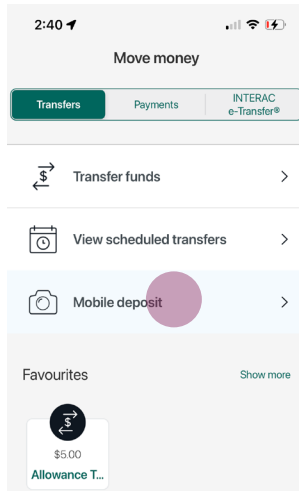 2:40
Move money
Transfers
Payments
INTERAC
e-Transfer®
$
Transfer funds
View scheduled transfers
Mobile deposit
Favourites
Show more
$
$5.00
Allowance T...